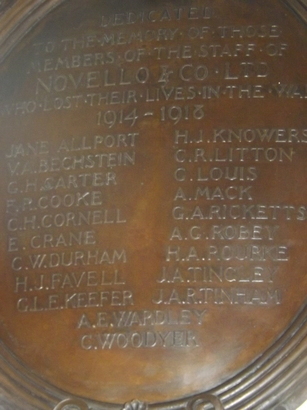 DEDICATED
TO THE MEMORY OF THOSE
MEMBERS OF THE STAFF OF
NOVELLO & CO LTD
WHO LOST THEIR LIVES IN THE WAR
1914-1918
JANE ALLPORT
V.A. BECHSTEIN
G.H. CARTER
F.R. COOKE
C.H. CORNELL
E. CRANE
C.W. DURHAM
H.J. FAVELL
G.L.E. KEEFER
H.J. KNOWERS
C.R. LITTON
C. LOUIS
A. MACK
G.A. RICKETTS
A.G. ROBEY
H.A. ROURKE
J.A. TINGLEY
J.A.R. TINHAM
A.E. WARDLEY
C. WOODYER